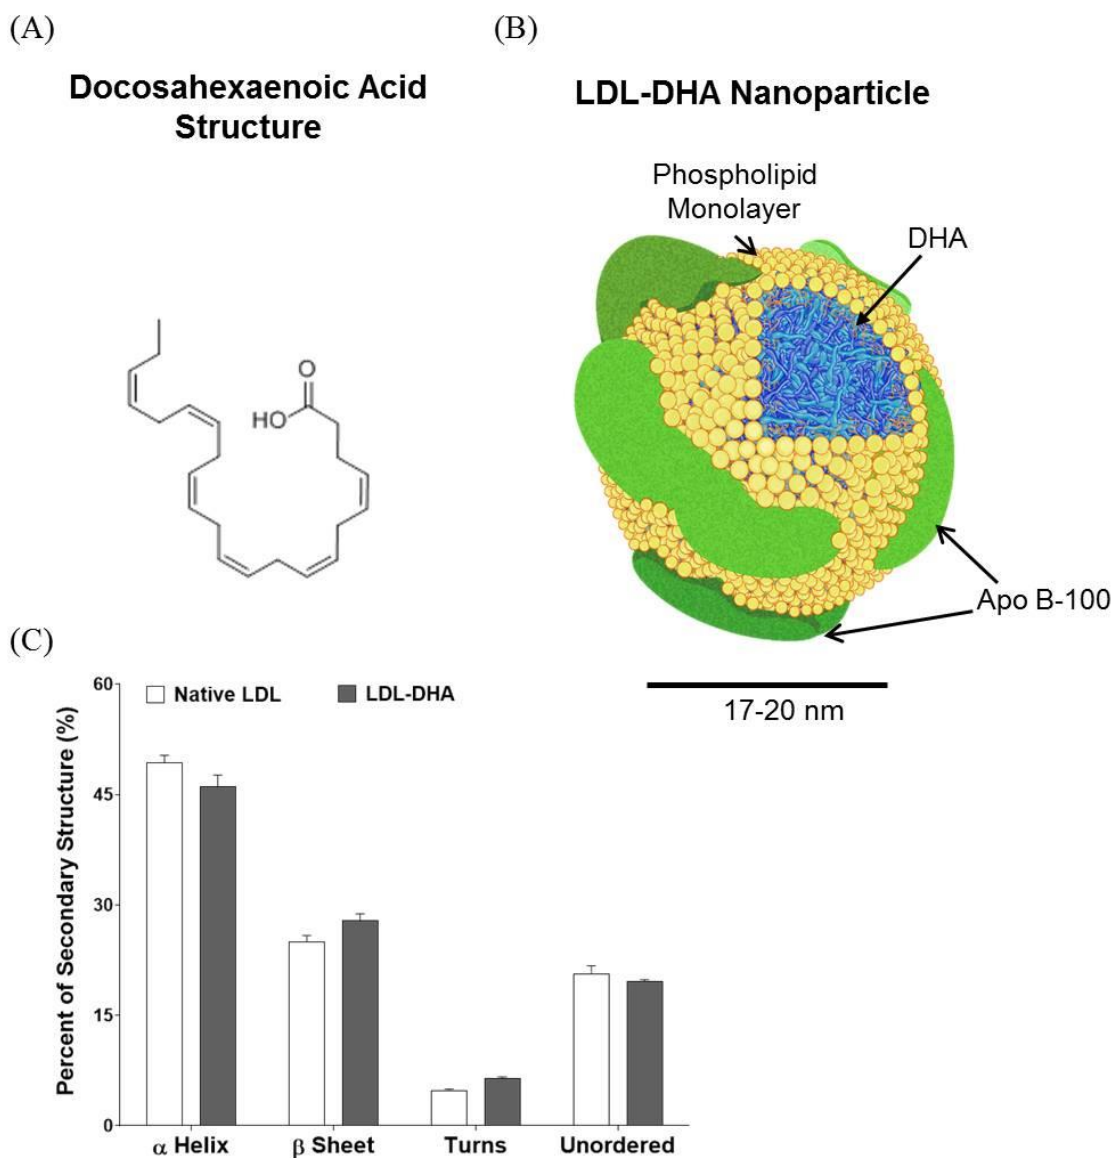 (A)
Docosahexaenoic Acid
Structure
O
HO
(B)
LDL-DHA Nanoparticle
Phospholipid
Monolayer
DHA
Apo B-100
17-20 nm
(C)
Percent of Secondary Structure (%)
60
45
30
15
0
Native LDL
LDL-DHA
α Helix
β Sheet
Turns
Unordered